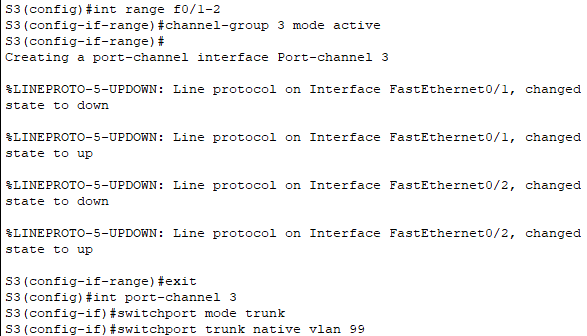 S3(config)#int range f0/1-2
S3(config-if-range)#channel-group 3 mode active
S3(config-if-range)#
Creating a port-channel interface Port-channel 3
%LINEPROTO-5-UPDOWN: Line protocol on Interface FastEthernet0/1, changed
state to down
%LINEPROTO-5-UPDOWN: Line protocol on Interface FastEthernet0/1, changed
state to up
%LINEPROTO-5-UPDOWN: Line protocol on Interface FastEthernet0/2, changed
state to down
%LINEPROTO-5-UPDOWN: Line protocol on Interface FastEthernet0/2, changed
state to up
S3(config-if-range)#exit
S3(config)#int port-channel 3
S3(config-if)#switchport mode trunk
S3(config-if)#switchport trunk native vlan 99